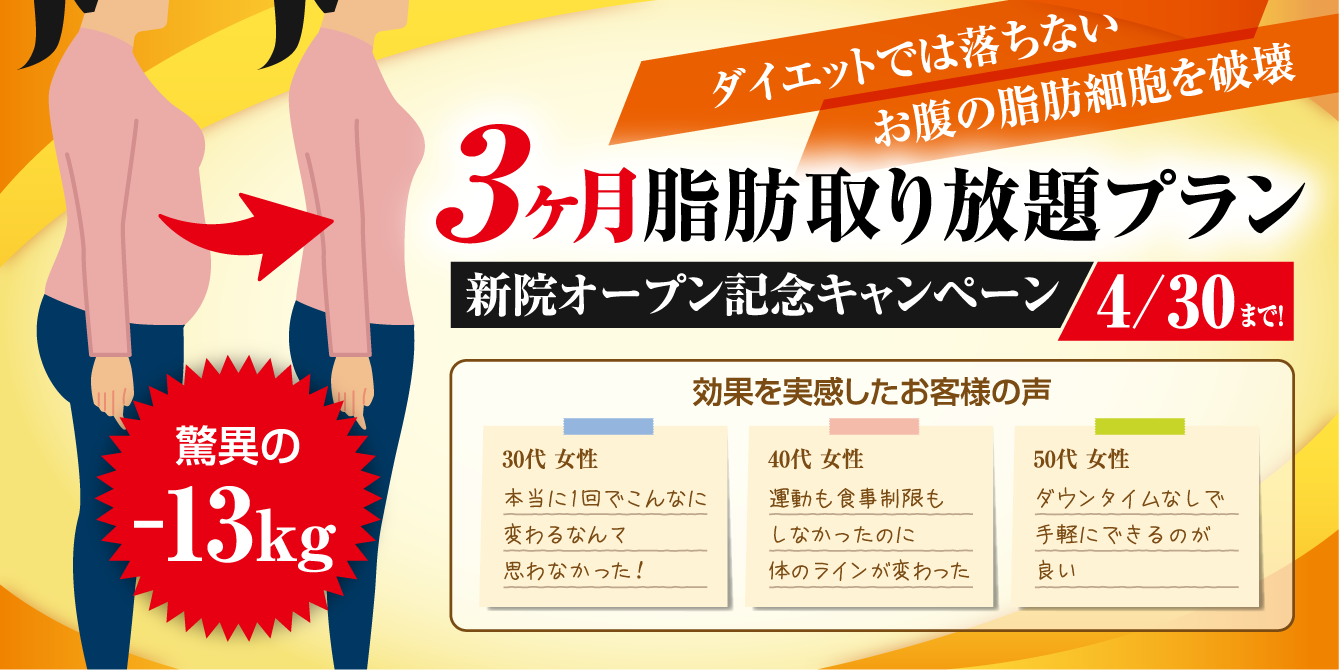 ダイエットでは落ちない
お腹の脂肪細胞を破壊
3ヶ月脂肪取り放題プラン
新院オープン記念キャンペーン 4/30まで!
驚異の
-13kg
効果を実感したお客様の声
30代 女性
本当に1回でこんなに
変わるなんて
思わなかった!
40代 女性
運動も食事制限も
しなかったのに
体のラインが変わった
50代 女性
ダウンタイムなしで
手軽にできるのが
良い